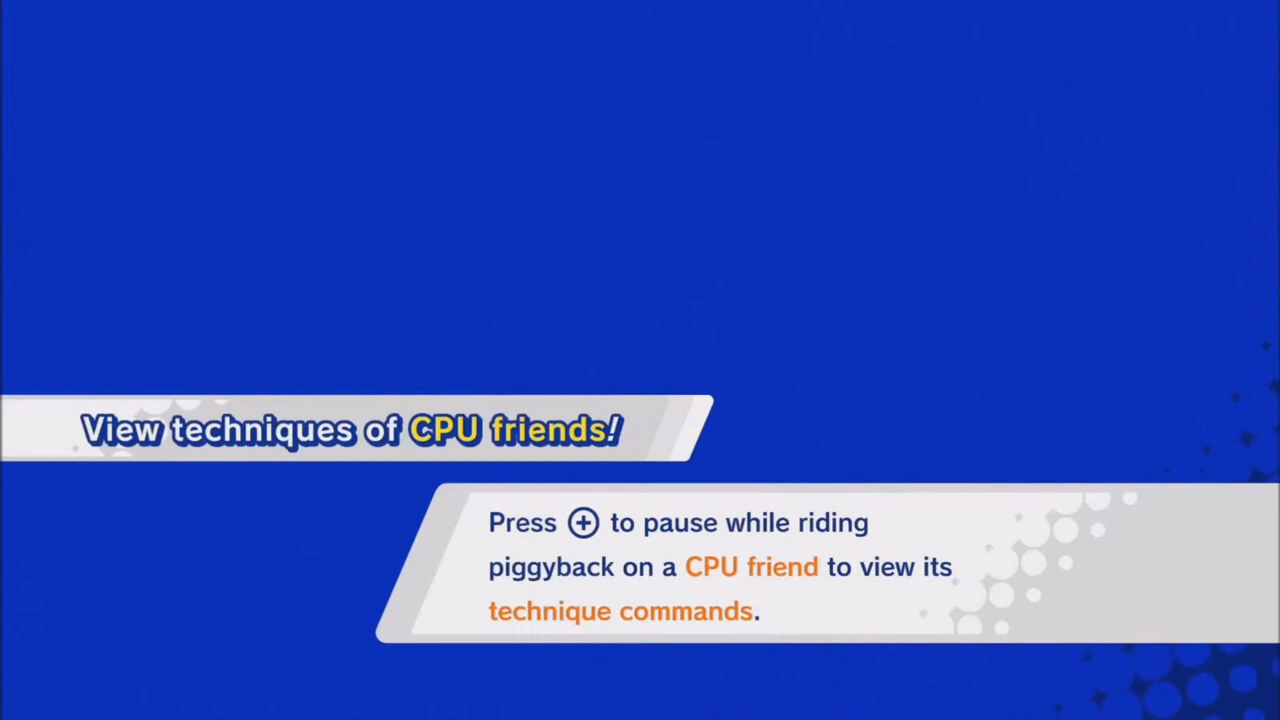 View techniques of CPU friends!
Press ⊕ to pause while riding
piggyback on a CPU friend to view its
technique commands.